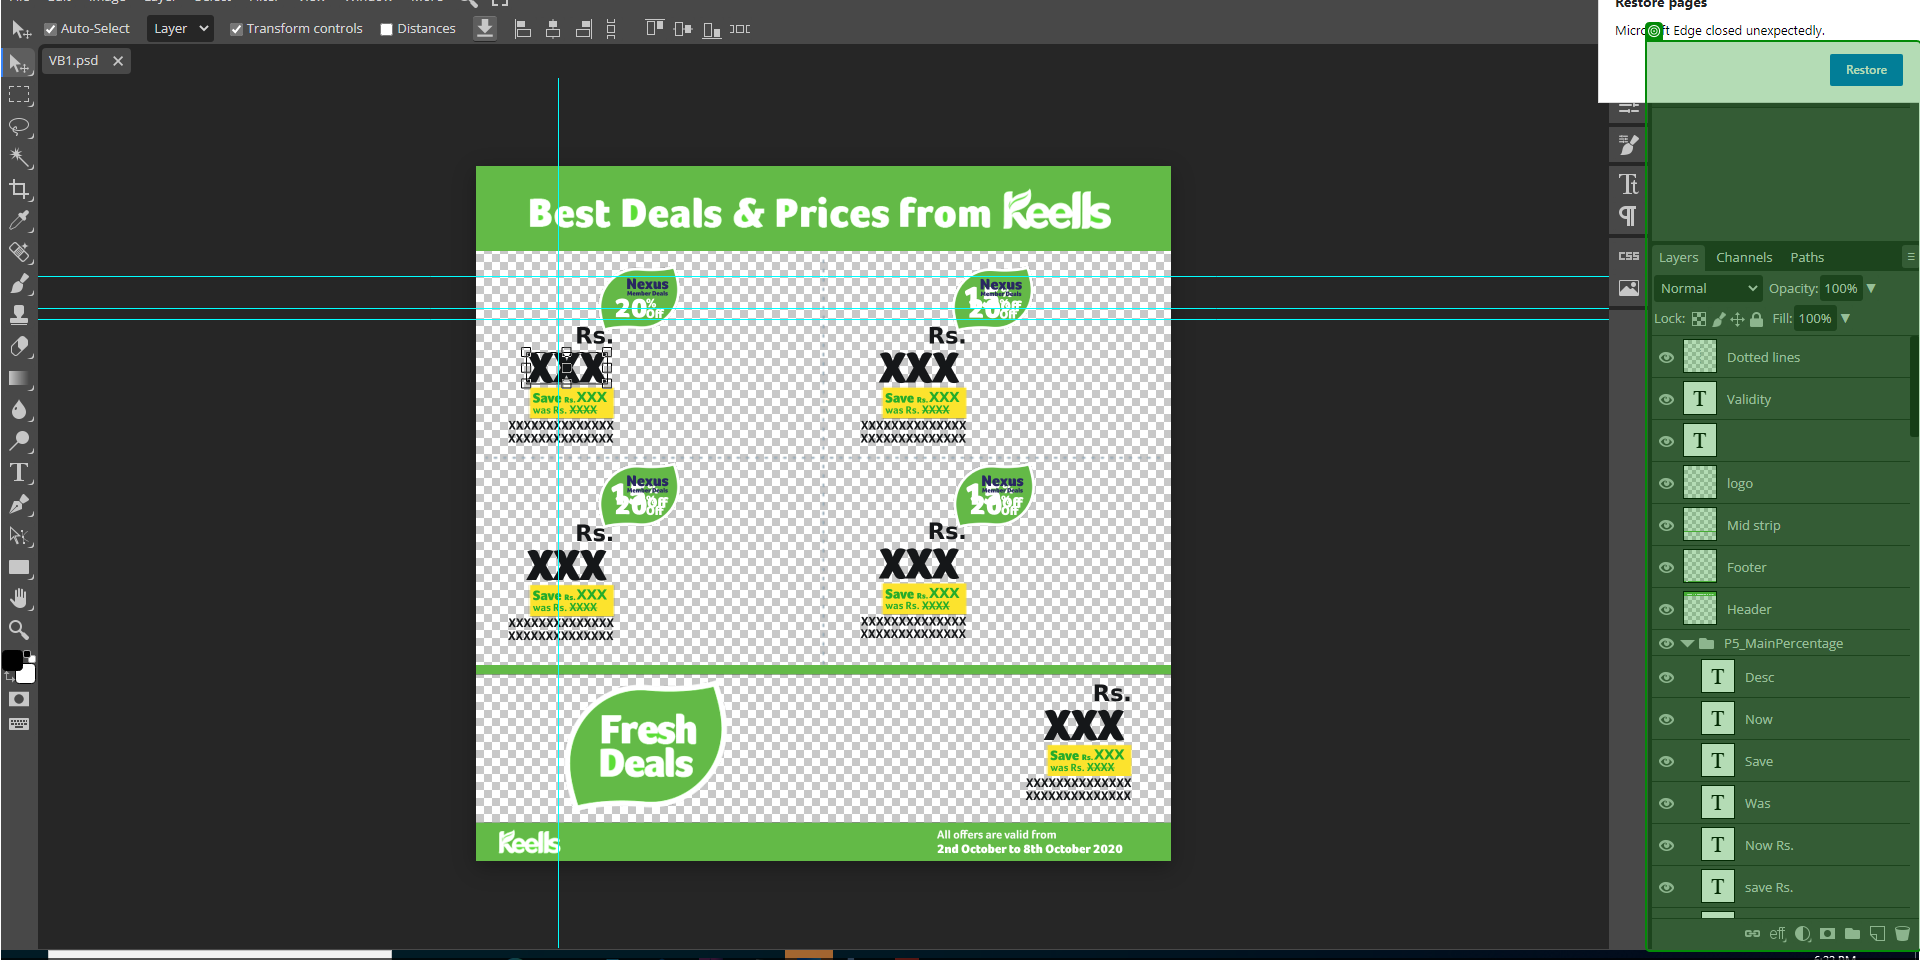 Restore pages
Microsoft Edge closed unexpectedly.
Restore
Auto-Select
Layer
Transform controls
Distances
VB1.psd
Best Deals & Prices from Keells
Nexus
Member Deals
20%
Off
Nexus
Member Deals
20%
Off
Rs.
XXX
Save Rs. XXX
was Rs. XXXX
XXXXXXXXXXXXXX
XXXXXXXXXXXXXX
Rs.
XXX
Save Rs. XXX
was Rs. XXXX
XXXXXXXXXXXXXX
XXXXXXXXXXXXXX
Nexus
Member Deals
20%
Off
Nexus
Member Deals
20%
Off
Rs.
XXX
Save Rs. XXX
was Rs. XXXX
XXXXXXXXXXXXXX
XXXXXXXXXXXXXX
Rs.
XXX
Save Rs. XXX
was Rs. XXXX
XXXXXXXXXXXXXX
XXXXXXXXXXXXXX
Fresh
Deals
Rs.
XXX
Save Rs. XXX
was Rs. XXXX
XXXXXXXXXXXXXX
XXXXXXXXXXXXXX
Keells
All offers are valid from
2nd October to 8th October 2020
CSS
Layers Channels Paths
Normal Opacity: 100%
Lock: Fill: 100%
Dotted lines
Validity
logo
Mid strip
Footer
Header
P5_MainPercentage
Desc
Now
Save
Was
Now Rs.
save Rs.
eff